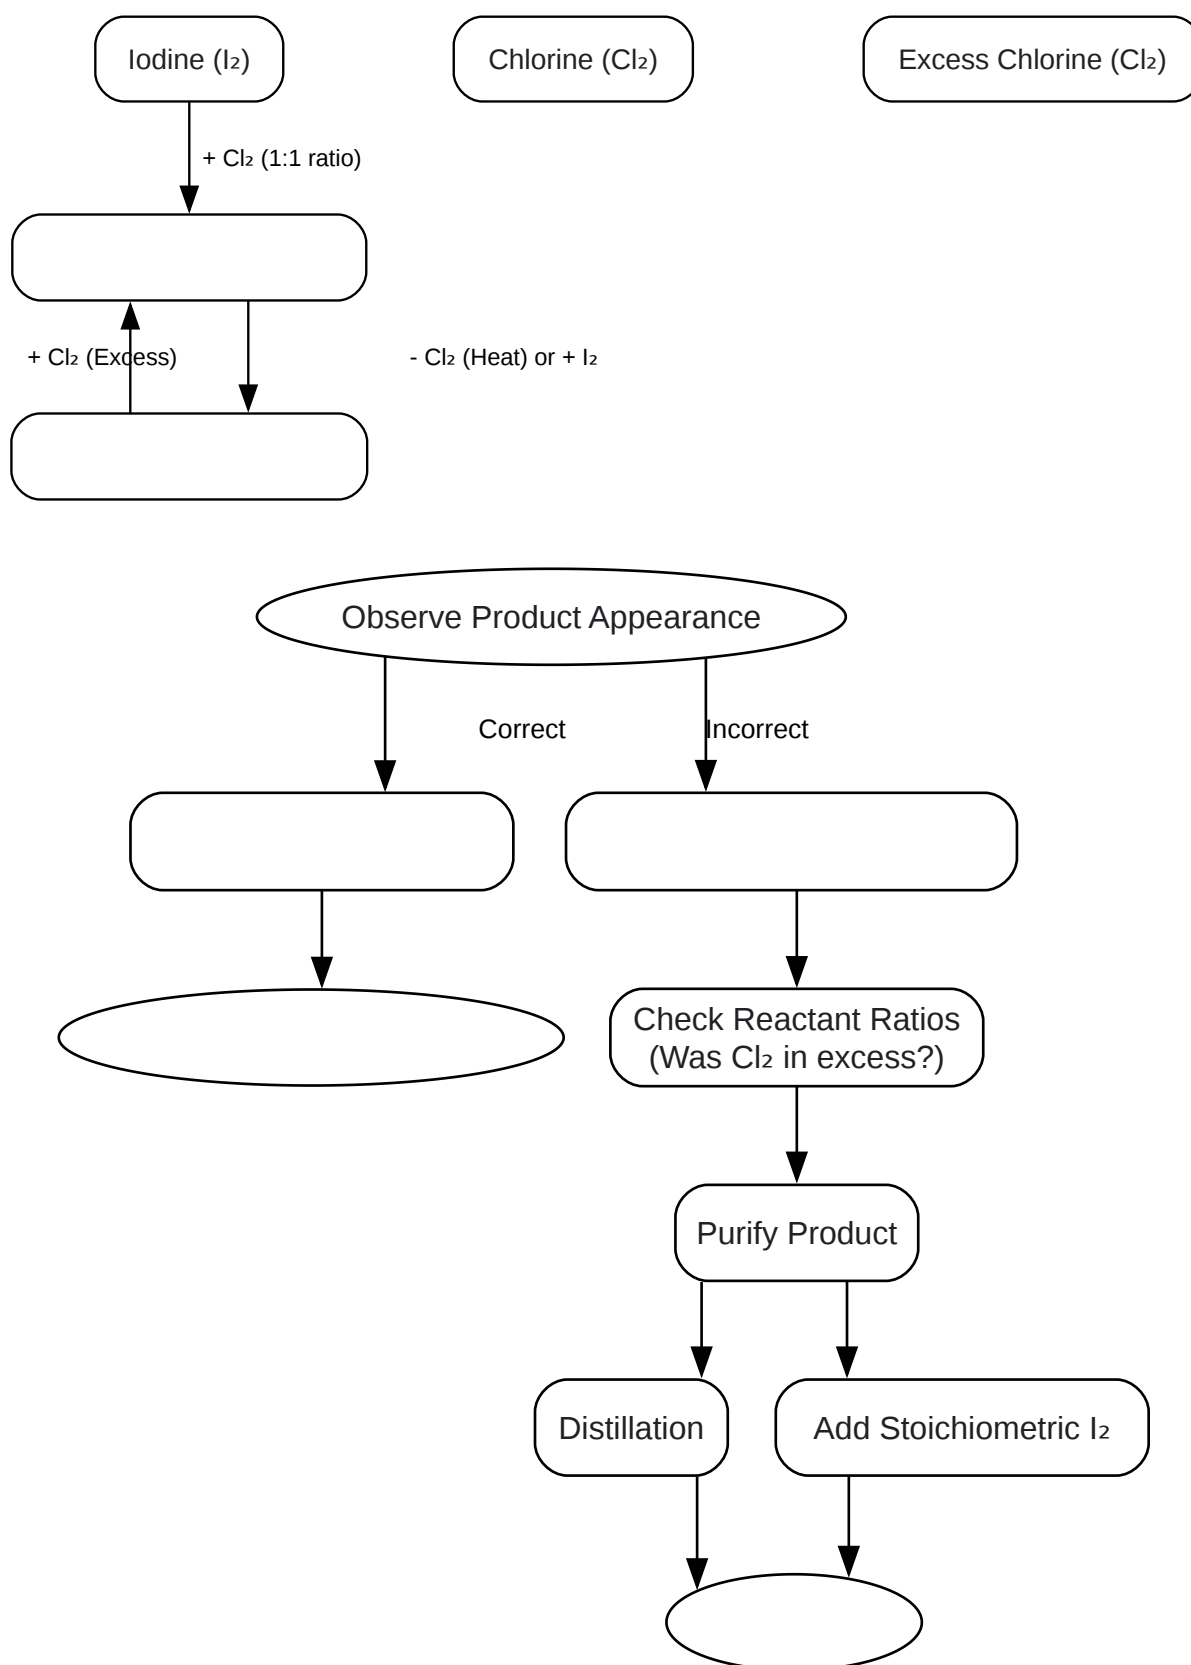 Iodine (I₂)
Chlorine (Cl₂)
Excess Chlorine (Cl₂)
+ Cl₂ (1:1 ratio)
+ Cl₂ (Excess)
- Cl₂ (Heat) or + I₂
Observe Product Appearance
Correct
Incorrect
Check Reactant Ratios
(Was Cl₂ in excess?)
Purify Product
Distillation
Add Stoichiometric I₂